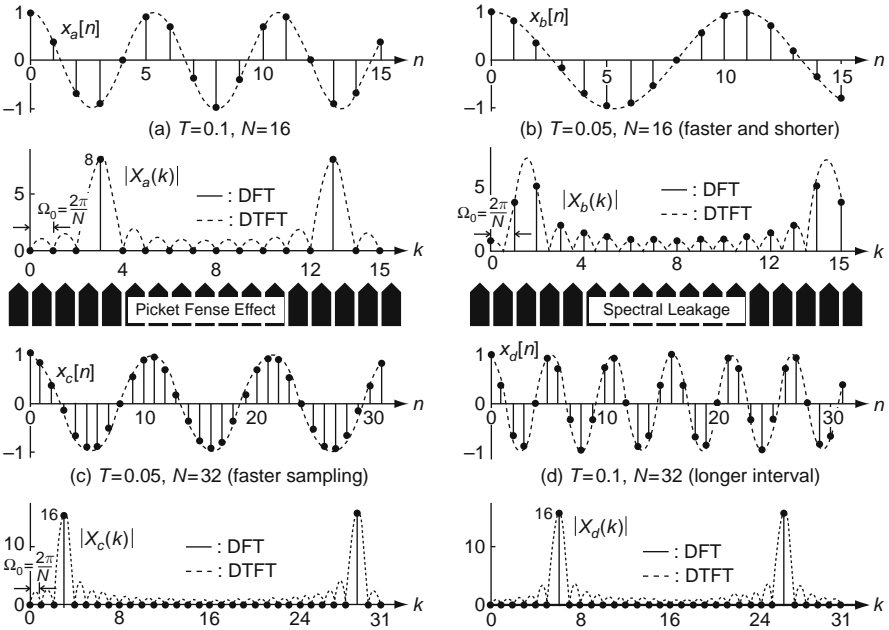 1
x_a[n]
0
n
0
5
10
15
–1
(a) T=0.1, N=16
1
x_b[n]
0
n
0
5
10
15
–1
(b) T=0.05, N=16 (faster and shorter)
8
|X_a(k)|
5
Ω_0=2π/N
: DFT
: DTFT
0
k
0
4
8
12
15
5
|X_b(k)|
Ω_0=2π/N
: DFT
: DTFT
0
k
0
4
8
12
15
Picket Fense Effect
Spectral Leakage
1
x_c[n]
0
n
0
10
20
30
–1
(c) T=0.05, N=32 (faster sampling)
1
x_d[n]
0
n
0
10
20
30
–1
(d) T=0.1, N=32 (longer interval)
16
|X_c(k)|
10
Ω_0=2π/N
: DFT
: DTFT
0
k
0
8
16
24
31
16
|X_d(k)|
10
: DFT
: DTFT
0
k
0
8
16
24
31